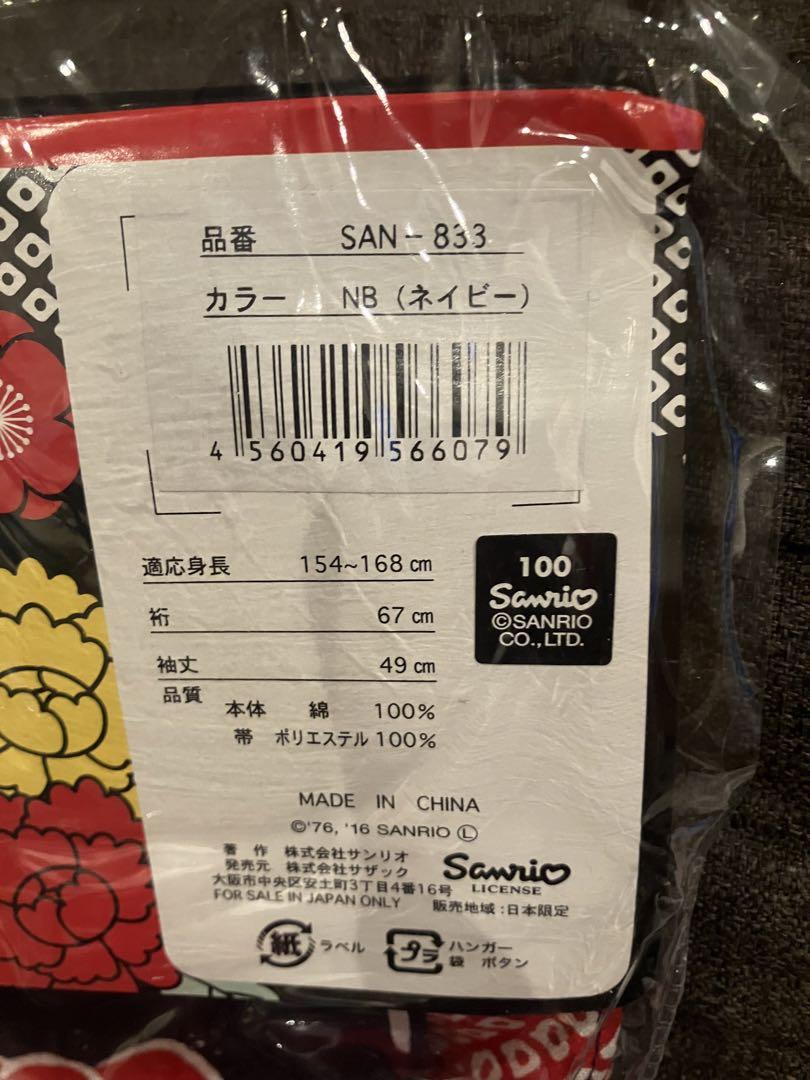 品番 SAN-833
カラー NB(ネイビー)
4 560419 566079
適応身長 154~168cm
裄 67cm
袖丈 49cm
品質
本体 綿 100%
帯 ポリエステル 100%
100
Sanrio
©SANRIO
CO.,LTD.
MADE IN CHINA
©'76, '16 SANRIO Ⓛ
著作 株式会社サンリオ
発売元 株式会社サザック
大阪市中央区安土町3丁目4番16号
FOR SALE IN JAPAN ONLY
Sanrio
LICENSE
販売地域:日本限定
紙 ラベル
プラ ハンガー
袋 ボタン